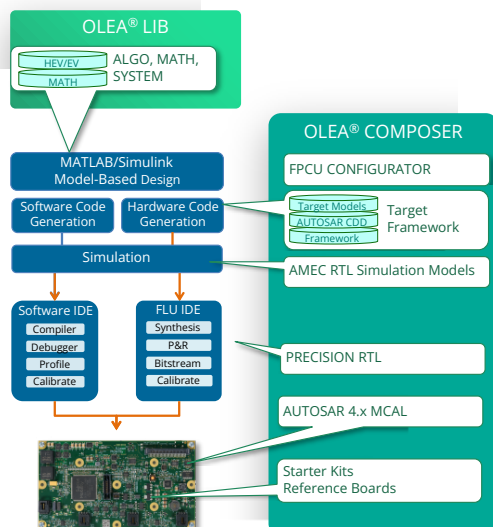 OLEA® LIB
HEV/EV
MATH
ALGO, MATH,
SYSTEM
MATLAB/Simulink
Model-Based Design
Software Code
Generation
Hardware Code
Generation
Simulation
Software IDE
Compiler
Debugger
Profile
Calibrate
FLU IDE
Synthesis
P&R
Bitstream
Calibrate
OLEA® COMPOSER
FPCU CONFIGURATOR
Target Models
AUTOSAR CDD
Framework
Target
Framework
AMEC RTL Simulation Models
PRECISION RTL
AUTOSAR 4.x MCAL
Starter Kits
Reference Boards